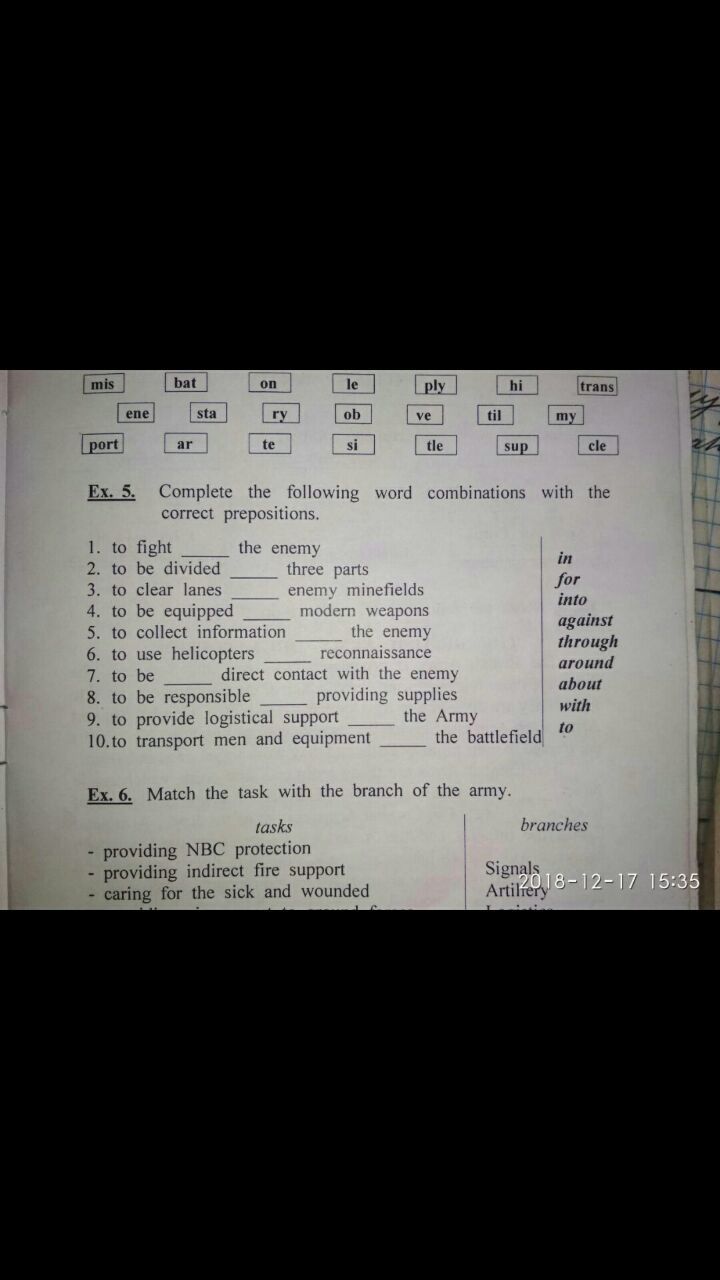 mis bat on le ply hi trans
ene sta ry ob ve til my
port ar te si tle sup cle
Ex. 5. Complete the following word combinations with the
correct prepositions.
1. to fight _____ the enemy
2. to be divided _____ three parts
3. to clear lanes _____ enemy minefields
4. to be equipped _____ modern weapons
5. to collect information _____ the enemy
6. to use helicopters _____ reconnaissance
7. to be _____ direct contact with the enemy
8. to be responsible _____ providing supplies
9. to provide logistical support _____ the Army
10. to transport men and equipment _____ the battlefield
in
for
into
against
through
around
about
with
to
Ex. 6. Match the task with the branch of the army.
tasks branches
- providing NBC protection
- providing indirect fire support Signals
- caring for the sick and wounded Artillery
2018-12-17 15:35